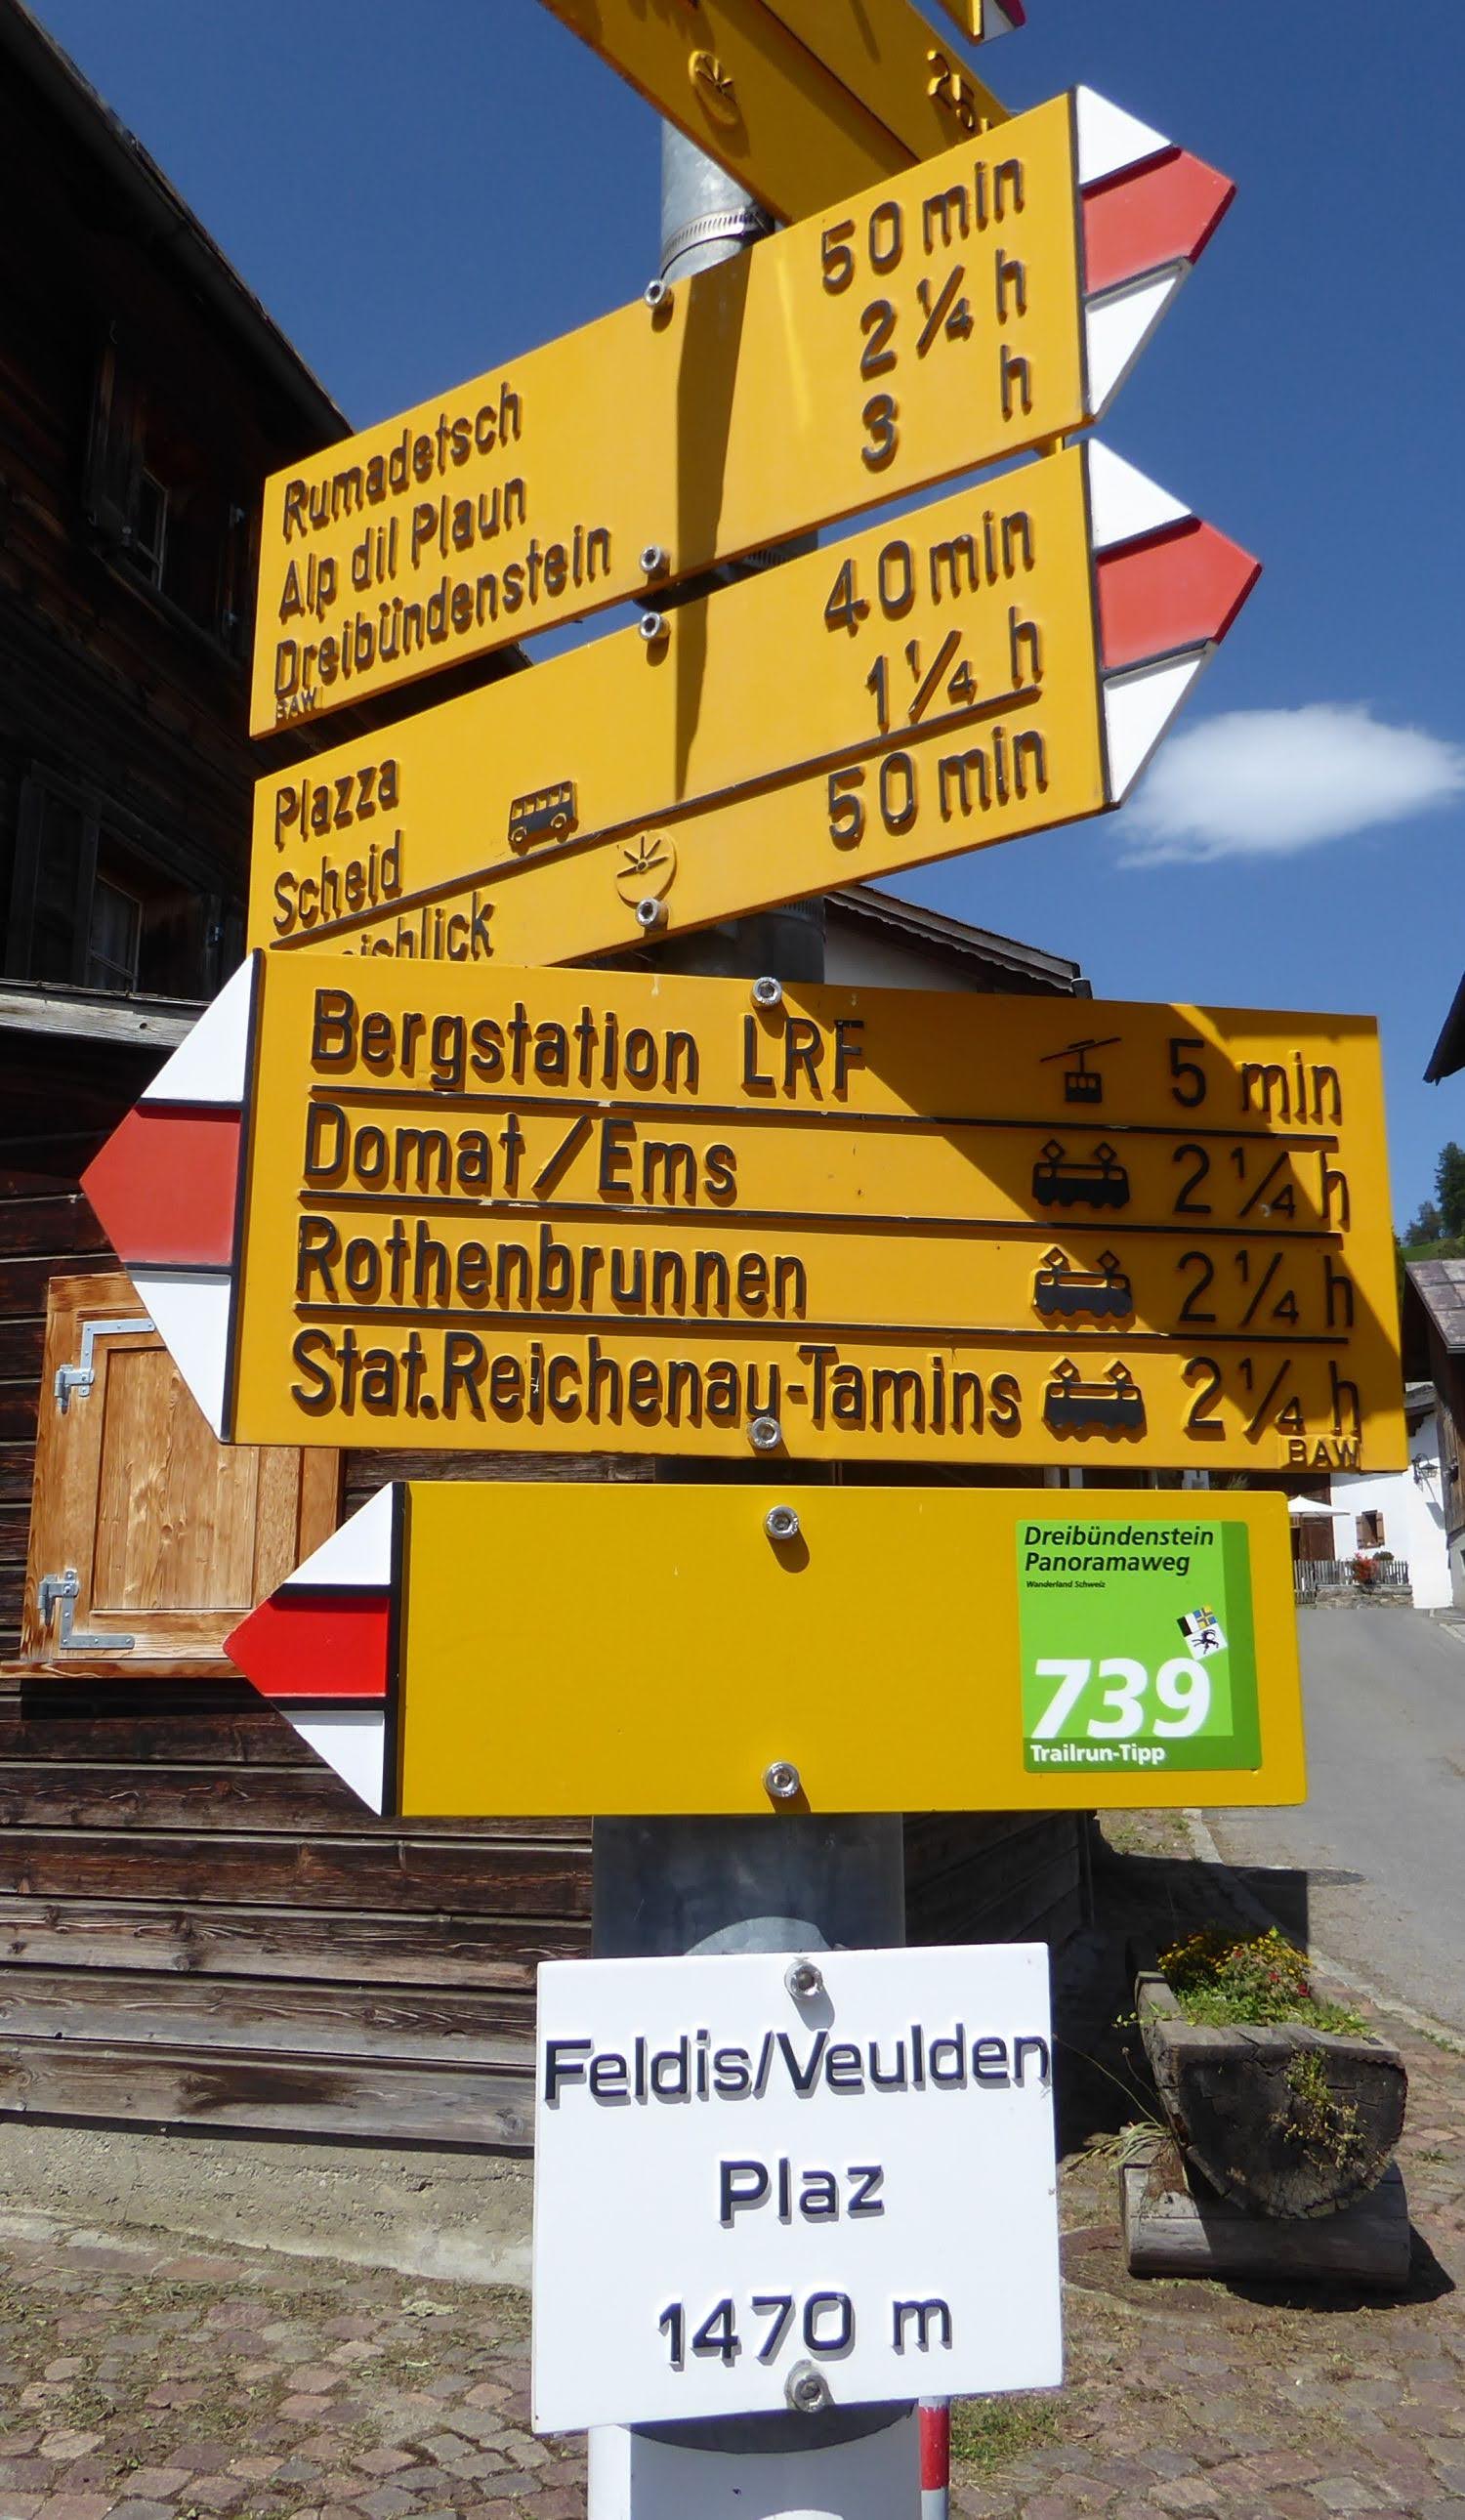 Rumadetsch 50 min
Alp dil Plaun 2 1/4 h
Dreibündenstein 3 h
BAW
Plazza 40 min
Scheid 1 1/4 h
50 min
Bergstation LRF 5 min
Domat/Ems 2 1/4 h
Rothenbrunnen 2 1/4 h
Stat.Reichenau-Tamins 2 1/4 h
BAW
Dreibündenstein
Panoramaweg
Wanderland Schweiz
739
Trailrun-Tipp
Feldis/Veulden
Plaz
1470 m